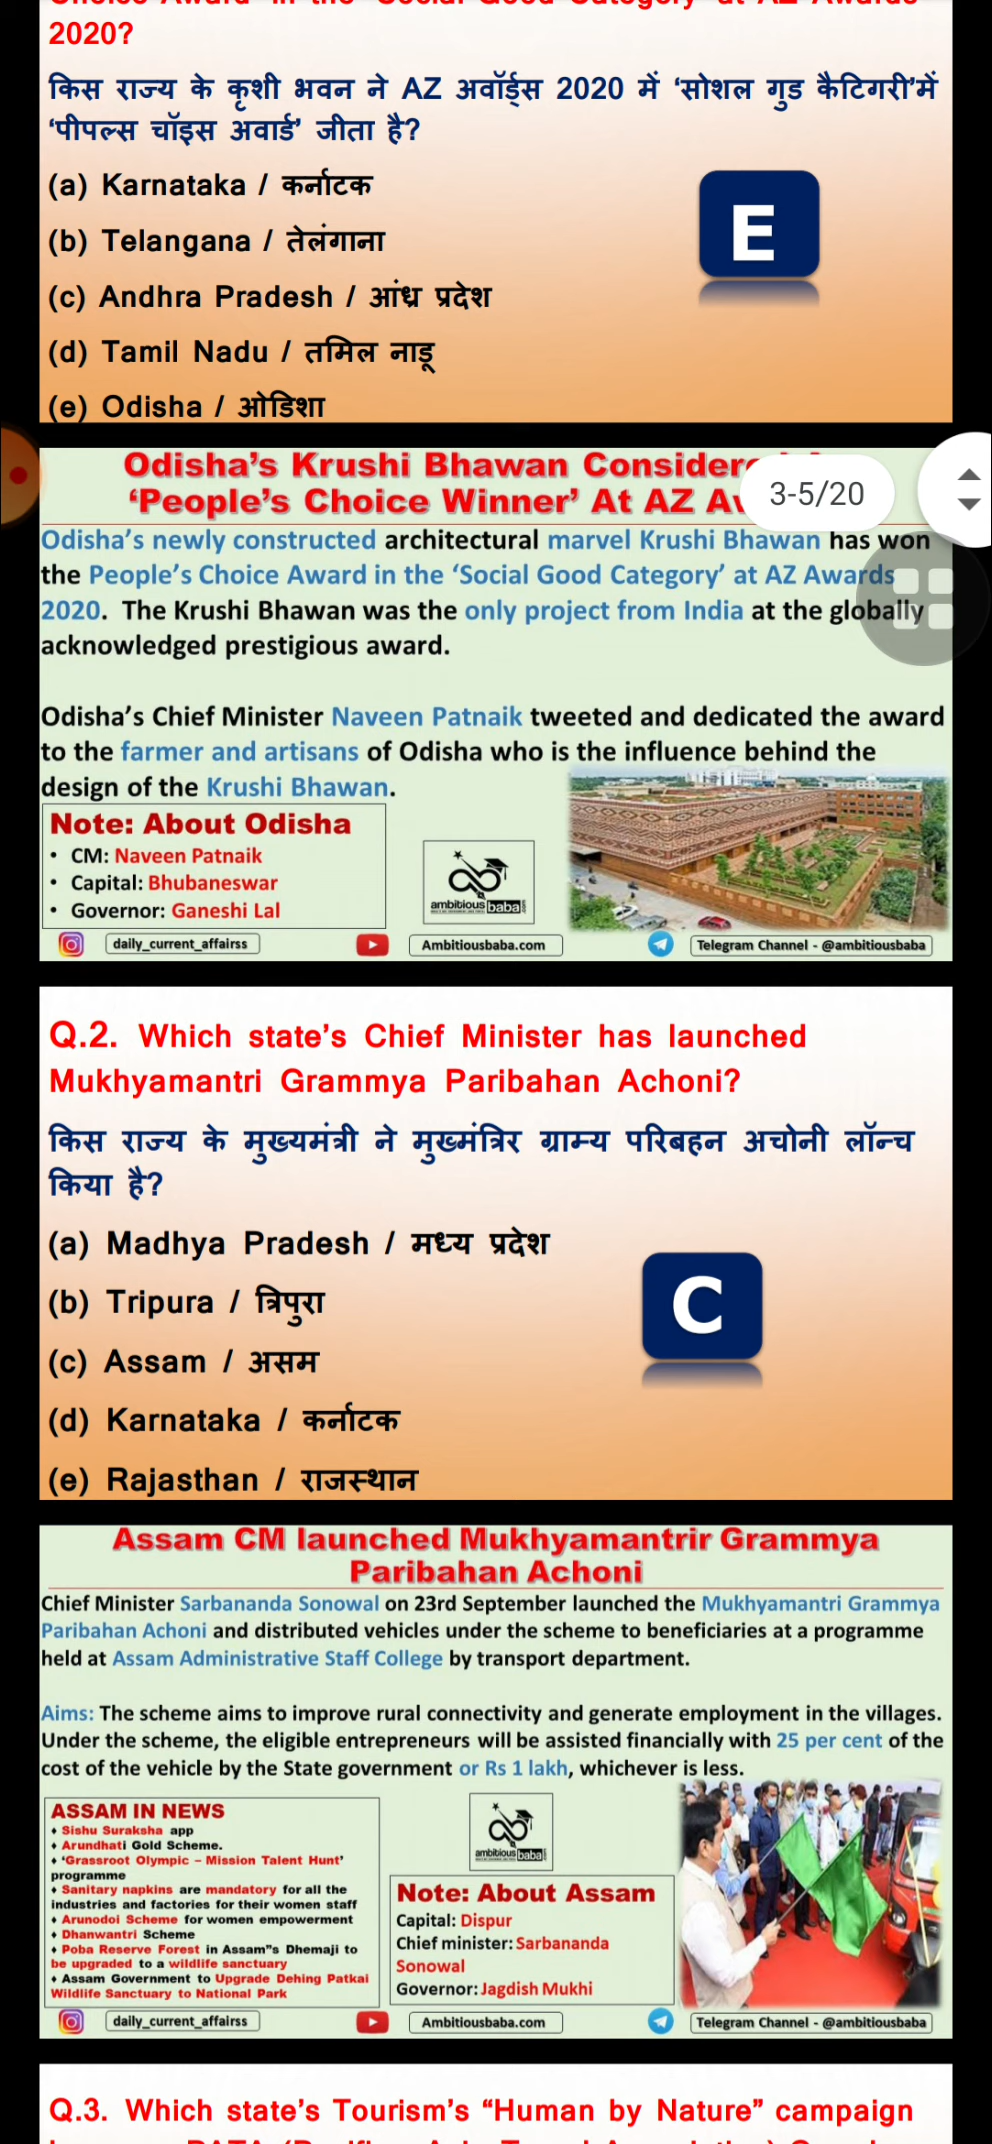 2020?
किस राज्य के कृशी भवन ने AZ अवॉर्ड्स 2020 में ‘सोशल गुड कैटिगरी’में
‘पीपल्स चॉइस अवार्ड’ जीता है?
(a) Karnataka / कर्नाटक
(b) Telangana / तेलंगाना
(c) Andhra Pradesh / आंध्र प्रदेश
(d) Tamil Nadu / तमिल नाडू
(e) Odisha / ओडिशा
E
Odisha’s Krushi Bhawan
‘People’s Choice Winner’ At AZ
3-5/20
Odisha’s newly constructed architectural marvel Krushi Bhawan has won
the People’s Choice Award in the ‘Social Good Category’ at AZ Awards
2020. The Krushi Bhawan was the only project from India at the globally
acknowledged prestigious award.
Odisha’s Chief Minister Naveen Patnaik tweeted and dedicated the award
to the farmer and artisans of Odisha who is the influence behind the
design of the Krushi Bhawan.
Note: About Odisha
• CM: Naveen Patnaik
• Capital: Bhubaneswar
• Governor: Ganeshi Lal
ambitious baba
daily_current_affairss
Ambitiousbaba.com
Telegram Channel - @ambitiousbaba
Q.2. Which state’s Chief Minister has launched
Mukhyamantri Grammya Paribahan Achoni?
किस राज्य के मुख्यमंत्री ने मुख्मंत्रिर ग्राम्य परिबहन अचोनी लॉन्च
किया है?
(a) Madhya Pradesh / मध्य प्रदेश
(b) Tripura / त्रिपुरा
(c) Assam / असम
(d) Karnataka / कर्नाटक
(e) Rajasthan / राजस्थान
C
Assam CM launched Mukhyamantrir Grammya
Paribahan Achoni
Chief Minister Sarbananda Sonowal on 23rd September launched the Mukhyamantri Grammya
Paribahan Achoni and distributed vehicles under the scheme to beneficiaries at a programme
held at Assam Administrative Staff College by transport department.
Aims: The scheme aims to improve rural connectivity and generate employment in the villages.
Under the scheme, the eligible entrepreneurs will be assisted financially with 25 per cent of the
cost of the vehicle by the State government or Rs 1 lakh, whichever is less.
ASSAM IN NEWS
♦ Sishu Suraksha app
♦ Arundhati Gold Scheme.
♦ ‘Grassroot Olympic – Mission Talent Hunt’
programme
♦ Sanitary napkins are mandatory for all the
industries and factories for their women staff
♦ Arunodoi Scheme for women empowerment
♦ Dhanwantri Scheme
♦ Poba Reserve Forest in Assam"s Dhemaji to
be upgraded to a wildlife sanctuary
♦ Assam Government to Upgrade Dehing Patkai
Wildlife Sanctuary to National Park
ambitious baba
Note: About Assam
Capital: Dispur
Chief minister: Sarbananda
Sonowal
Governor: Jagdish Mukhi
daily_current_affairss
Ambitiousbaba.com
Telegram Channel - @ambitiousbaba
Q.3. Which state’s Tourism’s “Human by Nature” campaign